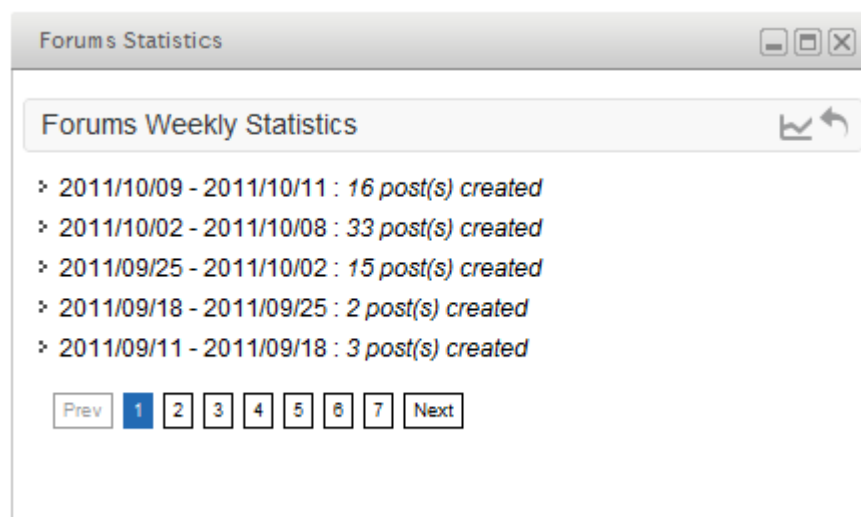 Forums Statistics
Forums Weekly Statistics
2011/10/09 - 2011/10/11 : 16 post(s) created
2011/10/02 - 2011/10/08 : 33 post(s) created
2011/09/25 - 2011/10/02 : 15 post(s) created
2011/09/18 - 2011/09/25 : 2 post(s) created
2011/09/11 - 2011/09/18 : 3 post(s) created
Prev 1 2 3 4 5 6 7 Next